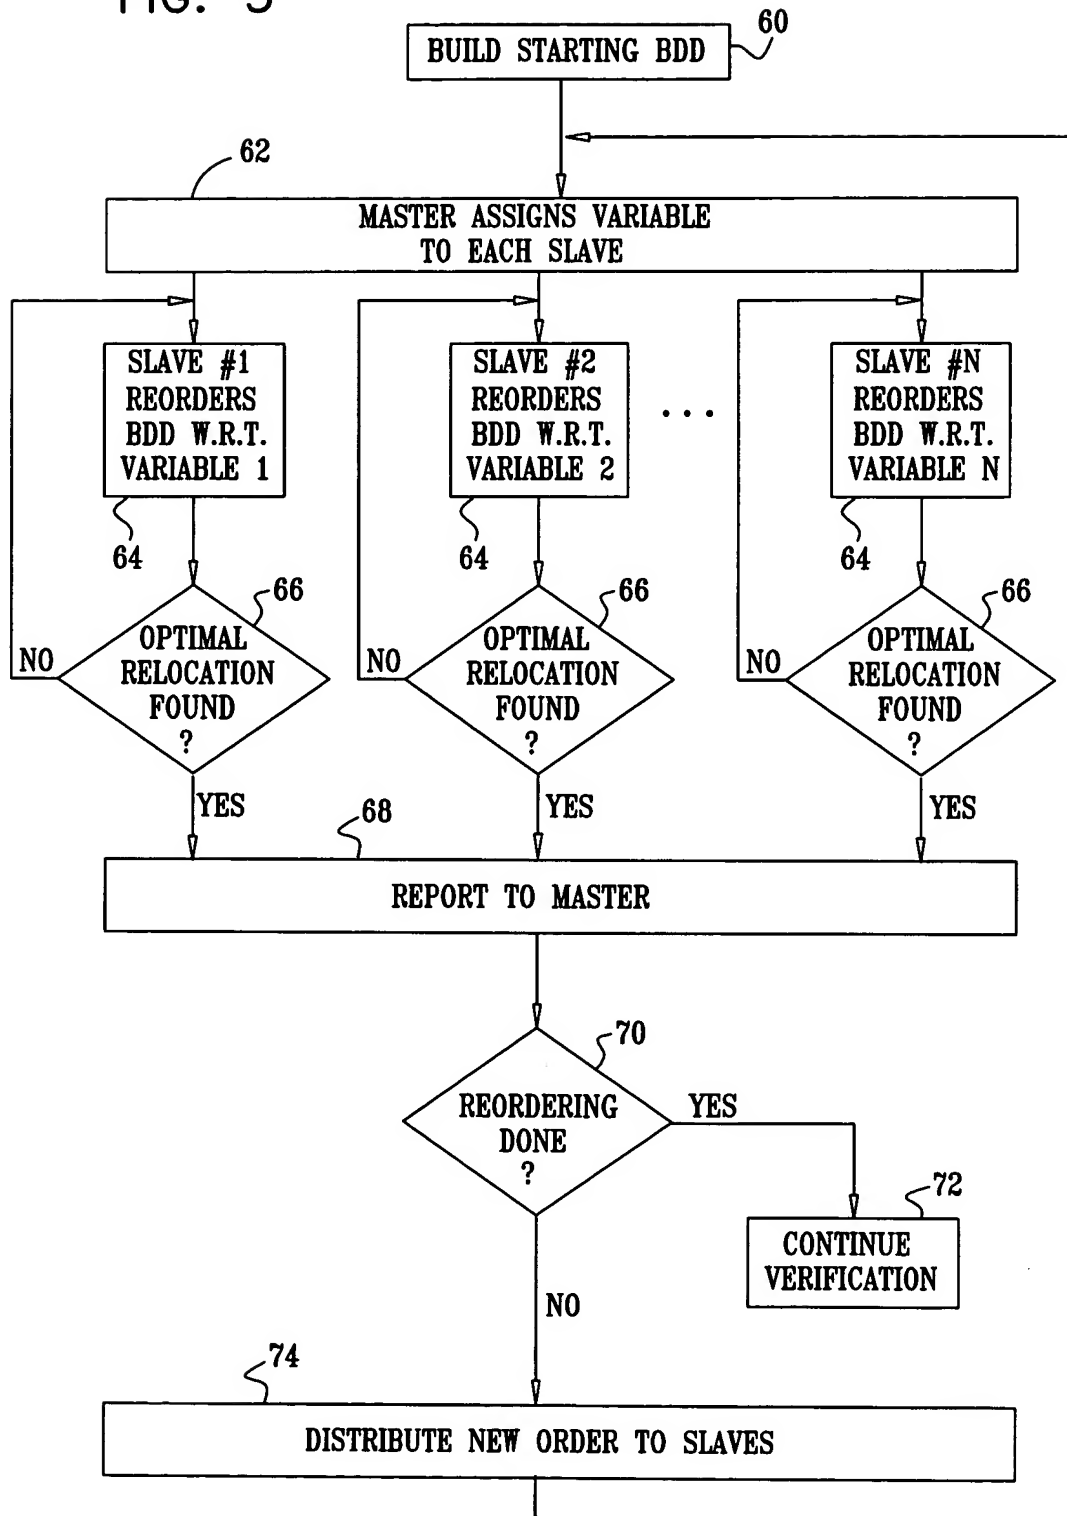 FIG. 3
BUILD STARTING BDD
60
62
MASTER ASSIGNS VARIABLE
TO EACH SLAVE
SLAVE #1
REORDERS
BDD W.R.T.
VARIABLE 1
64
SLAVE #2
REORDERS
BDD W.R.T.
VARIABLE 2
64
...
SLAVE #N
REORDERS
BDD W.R.T.
VARIABLE N
64
66
OPTIMAL
RELOCATION
FOUND
?
NO
YES
66
OPTIMAL
RELOCATION
FOUND
?
NO
YES
66
OPTIMAL
RELOCATION
FOUND
?
NO
YES
68
REPORT TO MASTER
70
REORDERING
DONE
?
YES
72
CONTINUE
VERIFICATION
NO
74
DISTRIBUTE NEW ORDER TO SLAVES